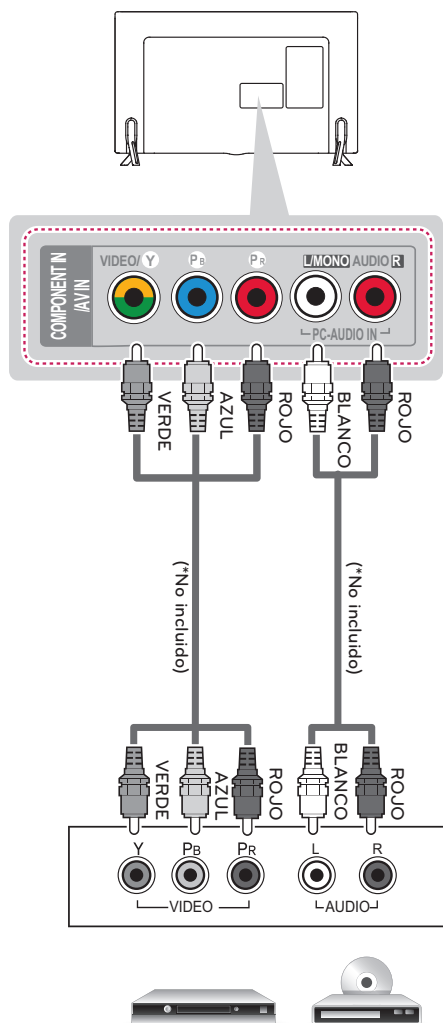 COMPONENT IN
/AV IN
VIDEO/ Y PB PR L/MONO AUDIO R
PC-AUDIO IN
VERDE AZUL ROJO BLANCO ROJO
(*No incluido) (*No incluido)
VERDE AZUL ROJO BLANCO ROJO
Y PB PR L R
VIDEO AUDIO